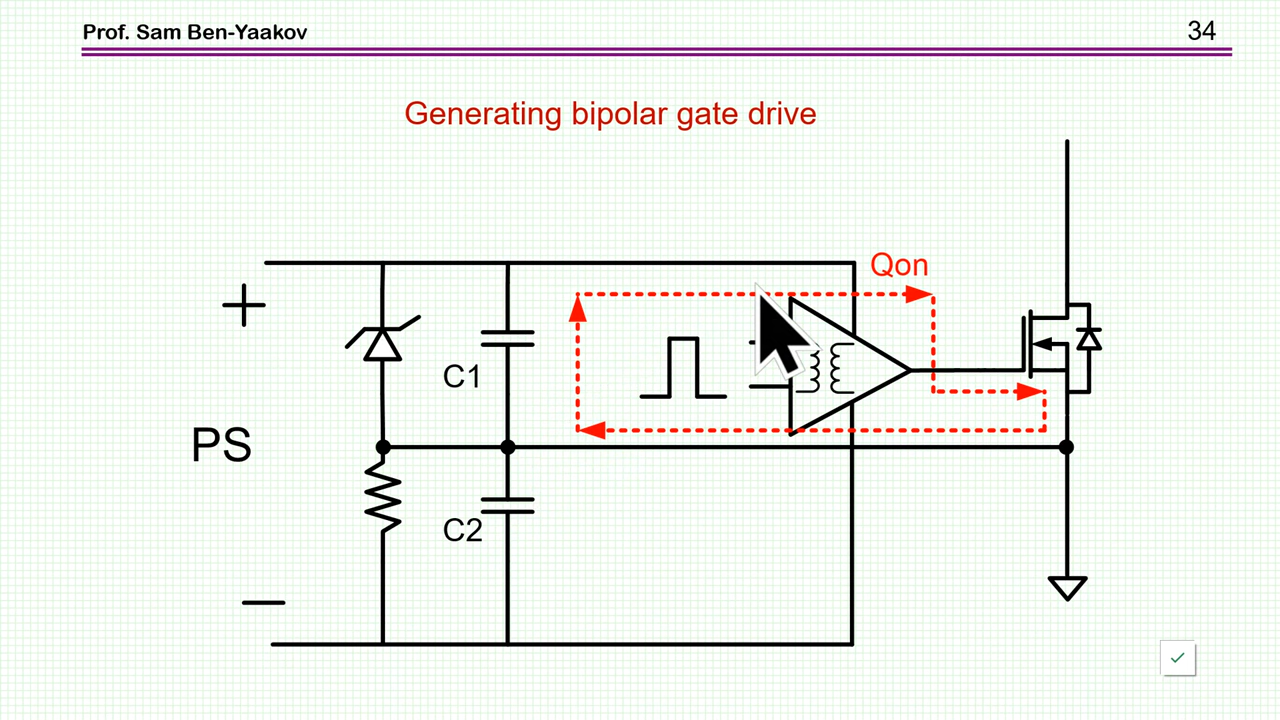 Prof. Sam Ben-Yaakov
34
Generating bipolar gate drive
Qon
+
C1
PS
C2
—